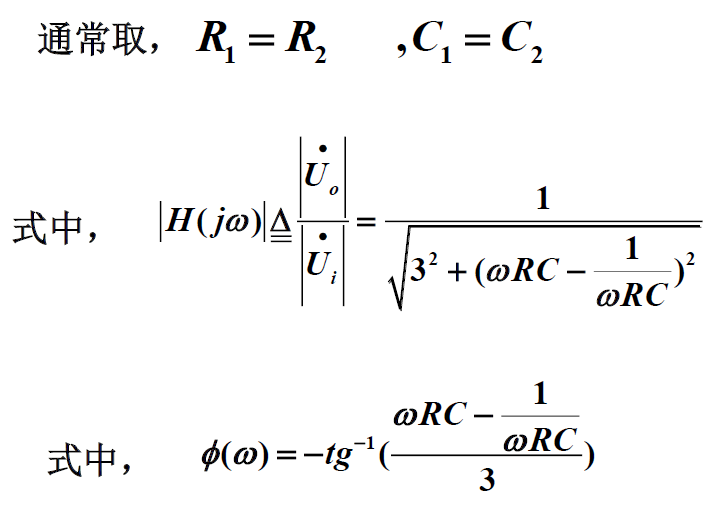 通常取， R₁ = R₂ ,C₁ = C₂
式中， |H(jω)| ≜ |U̇ₒ| / |U̇ᵢ| = 1 / √(3² + (ωRC − 1/ωRC)²)
式中， ϕ(ω) = −tg⁻¹((ωRC − 1/ωRC) / 3)